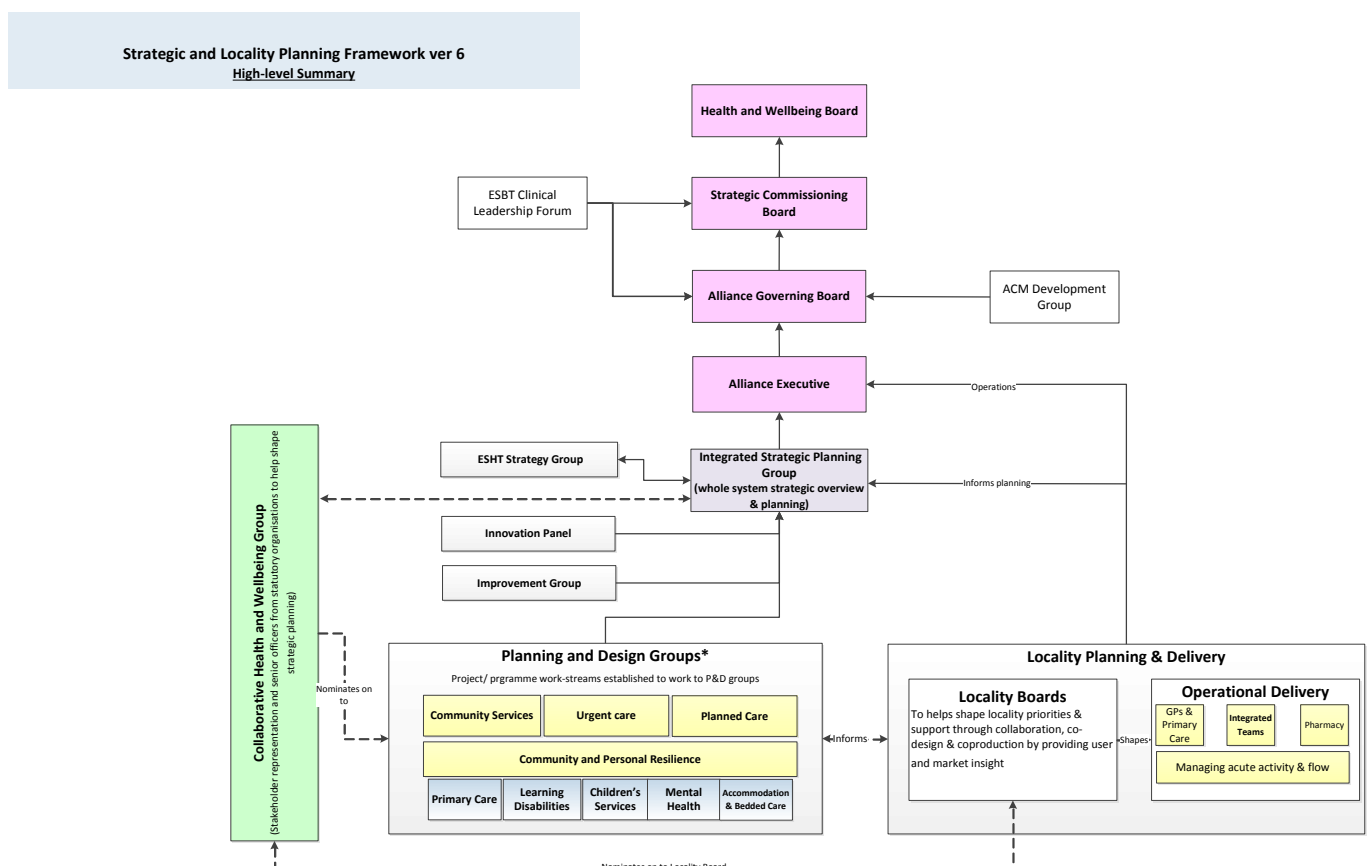 Strategic and Locality Planning Framework ver 6
High-level Summary
Health and Wellbeing Board
ESBT Clinical
Leadership Forum
Strategic Commissioning
Board
Alliance Governing Board
ACM Development
Group
Alliance Executive
Operations
ESHT Strategy Group
Integrated Strategic Planning
Group
(whole system strategic overview
& planning)
Informs planning
Innovation Panel
Improvement Group
Collaborative Health and Wellbeing Group
(Stakeholder representation and senior officers from statutory organisations to help shape
strategic planning)
Nominates on
to
Planning and Design Groups*
Project/ prgramme work-streams established to work to P&D groups
Community Services
Urgent care
Planned Care
Community and Personal Resilience
Primary Care
Learning
Disabilities
Children's
Services
Mental
Health
Accommodation
& Bedded Care
Informs
Locality Planning & Delivery
Locality Boards
To helps shape locality priorities &
support through collaboration, co-
design & coproduction by providing user
and market insight
Shapes
Operational Delivery
GPs &
Primary
Care
Integrated
Teams
Pharmacy
Managing acute activity & flow
Nominates on to Locality Board